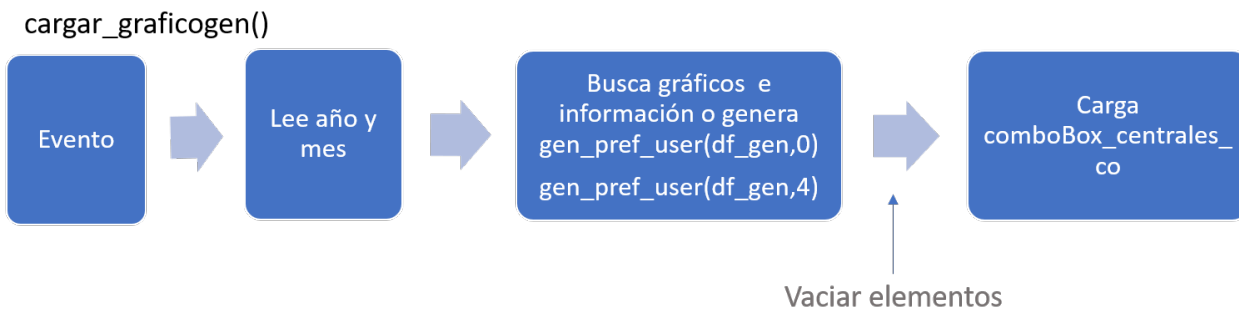 cargar_graficogen()
Evento
Lee año y
mes
Busca gráficos e
información o genera
gen_pref_user(df_gen,0)
gen_pref_user(df_gen,4)
Carga
comboBox_centrales_
co
Vaciar elementos